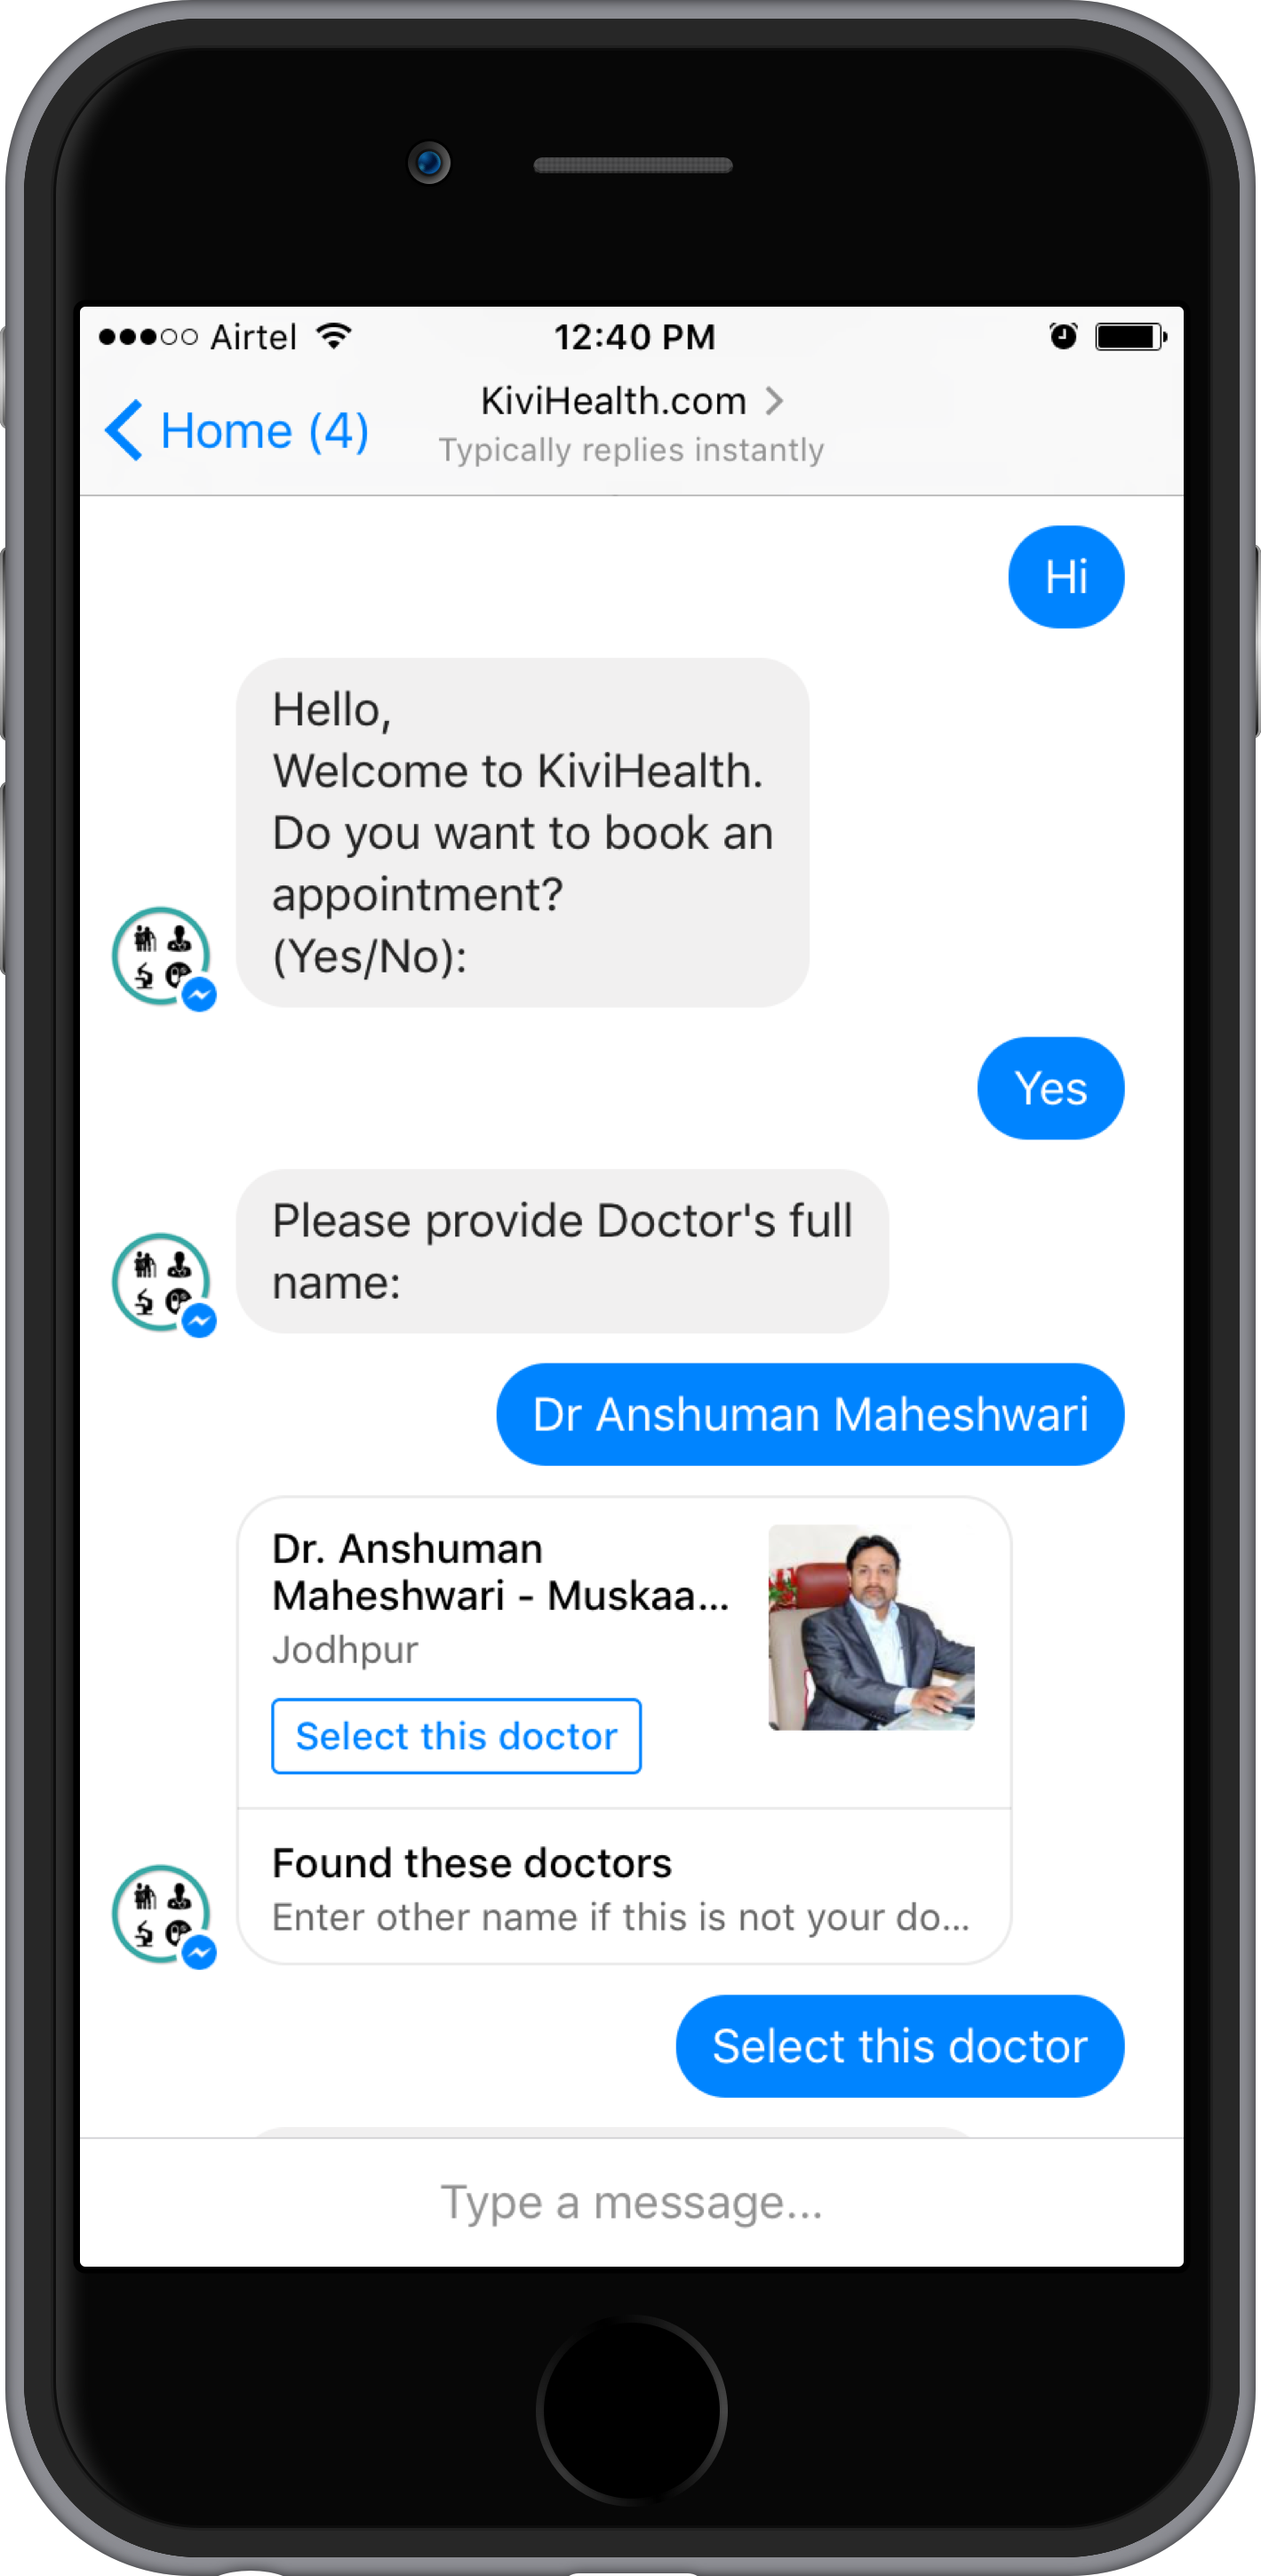 Airtel 12:40 PM
Home (4)
KiviHealth.com
Typically replies instantly
Hi
Hello,
Welcome to KiviHealth.
Do you want to book an
appointment?
(Yes/No):
Yes
Please provide Doctor's full
name:
Dr Anshuman Maheshwari
Dr. Anshuman
Maheshwari - Muskaa...
Jodhpur
Select this doctor
Found these doctors
Enter other name if this is not your do...
Select this doctor
Type a message...